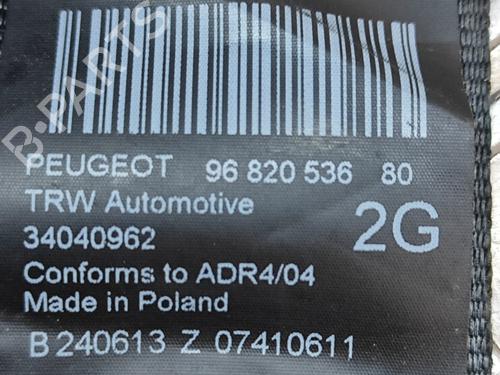 B-PARTS
PEUGEOT 96 820 536 80
TRW Automotive
34040962
2G
Conforms to ADR4/04
Made in Poland
B 240613 Z 07410611